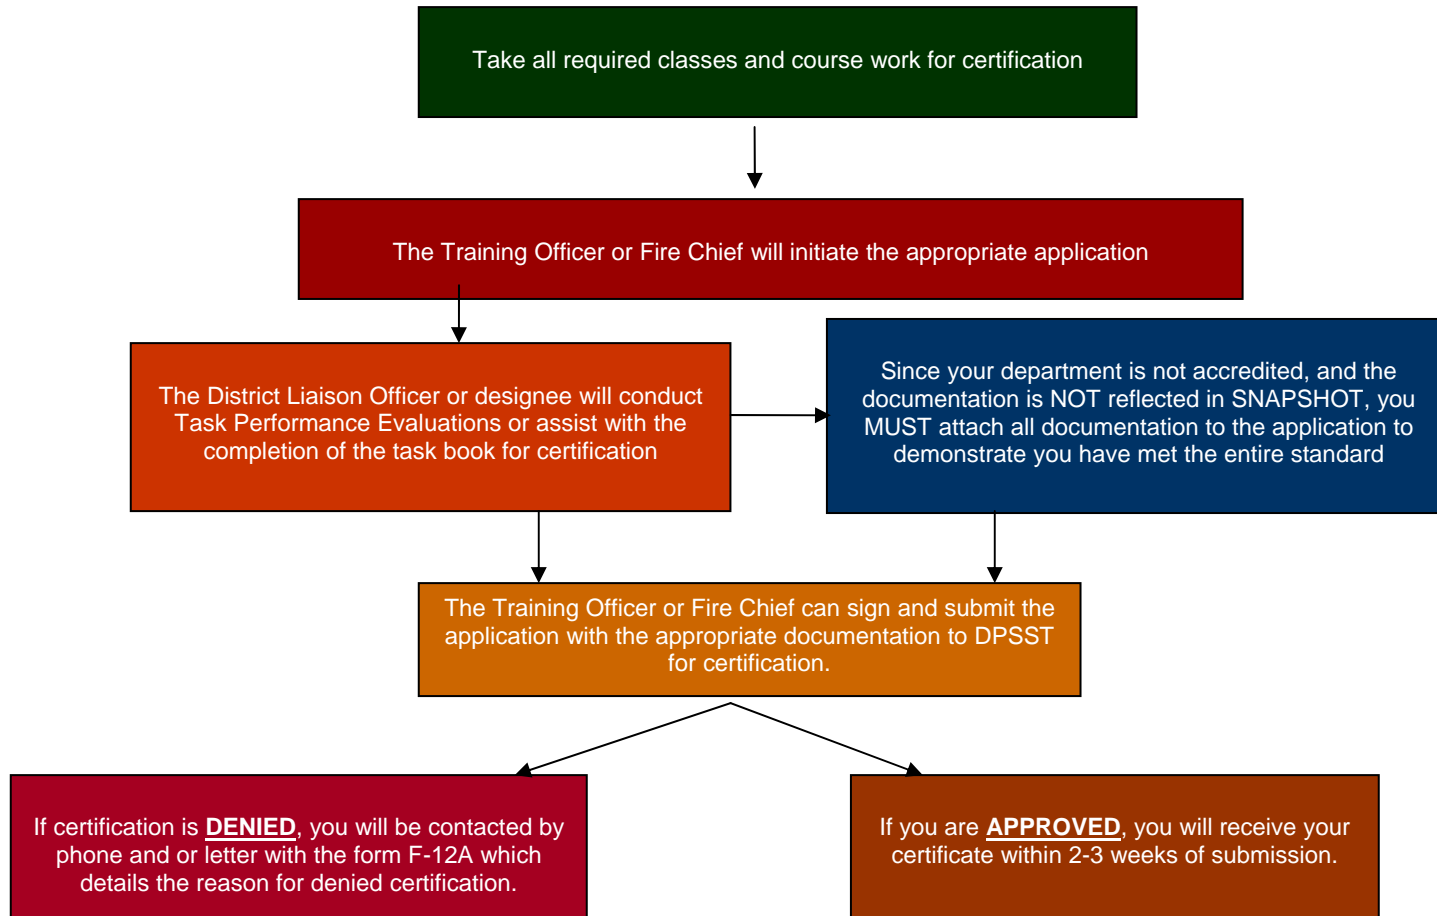 Take all required classes and course work for certification
The Training Officer or Fire Chief will initiate the appropriate application
The District Liaison Officer or designee will conduct
Task Performance Evaluations or assist with the
completion of the task book for certification
Since your department is not accredited, and the
documentation is NOT reflected in SNAPSHOT, you
MUST attach all documentation to the application to
demonstrate you have met the entire standard
The Training Officer or Fire Chief can sign and submit the
application with the appropriate documentation to DPSST
for certification.
If certification is DENIED, you will be contacted by
phone and or letter with the form F-12A which
details the reason for denied certification.
If you are APPROVED, you will receive your
certificate within 2-3 weeks of submission.